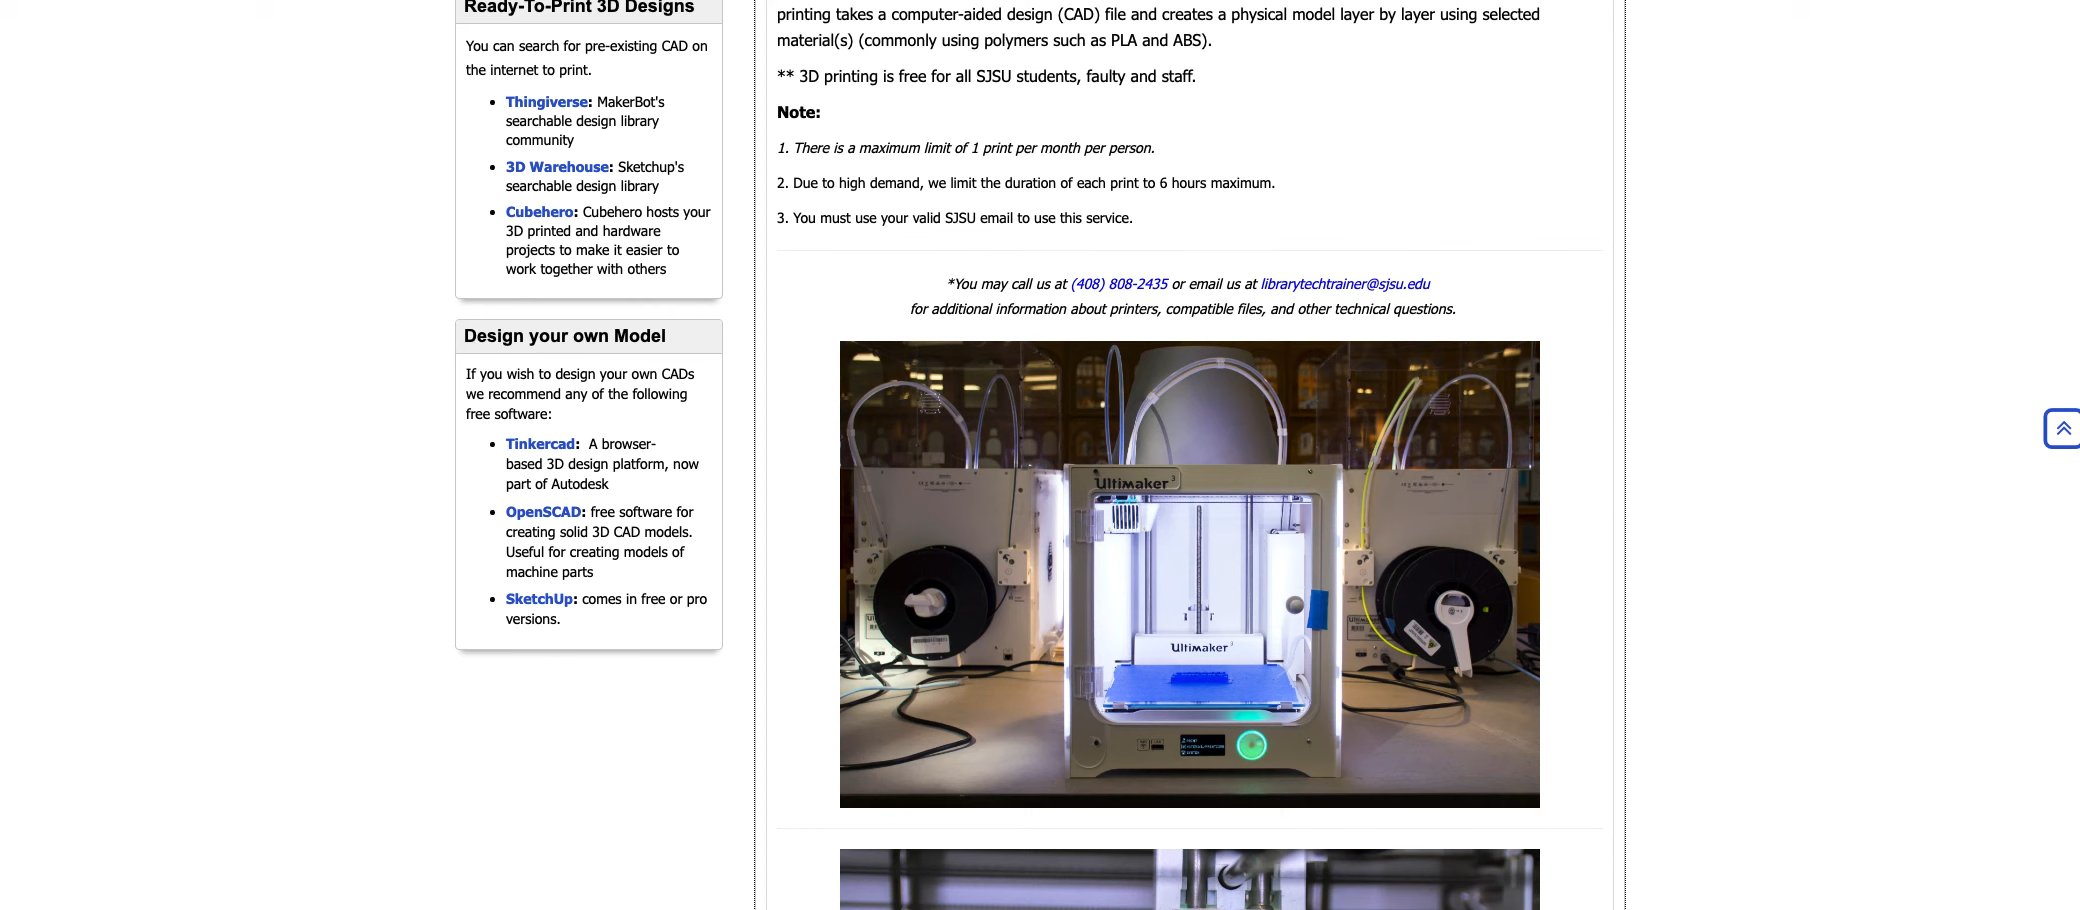 Ready-To-Print 3D Designs
You can search for pre-existing CAD on
the internet to print.
Thingiverse: MakerBot's
searchable design library
community
3D Warehouse: Sketchup's
searchable design library
Cubehero: Cubehero hosts your
3D printed and hardware
projects to make it easier to
work together with others
Design your own Model
If you wish to design your own CADs
we recommend any of the following
free software:
Tinkercad:  A browser-
based 3D design platform, now
part of Autodesk
OpenSCAD: free software for
creating solid 3D CAD models.
Useful for creating models of
machine parts
SketchUp: comes in free or pro
versions.
printing takes a computer-aided design (CAD) file and creates a physical model layer by layer using selected
material(s) (commonly using polymers such as PLA and ABS).
** 3D printing is free for all SJSU students, faulty and staff.
Note:
1. There is a maximum limit of 1 print per month per person.
2. Due to high demand, we limit the duration of each print to 6 hours maximum.
3. You must use your valid SJSU email to use this service.
*You may call us at (408) 808-2435 or email us at librarytechtrainer@sjsu.edu
for additional information about printers, compatible files, and other technical questions.
Ultimaker 3
Ultimaker 3